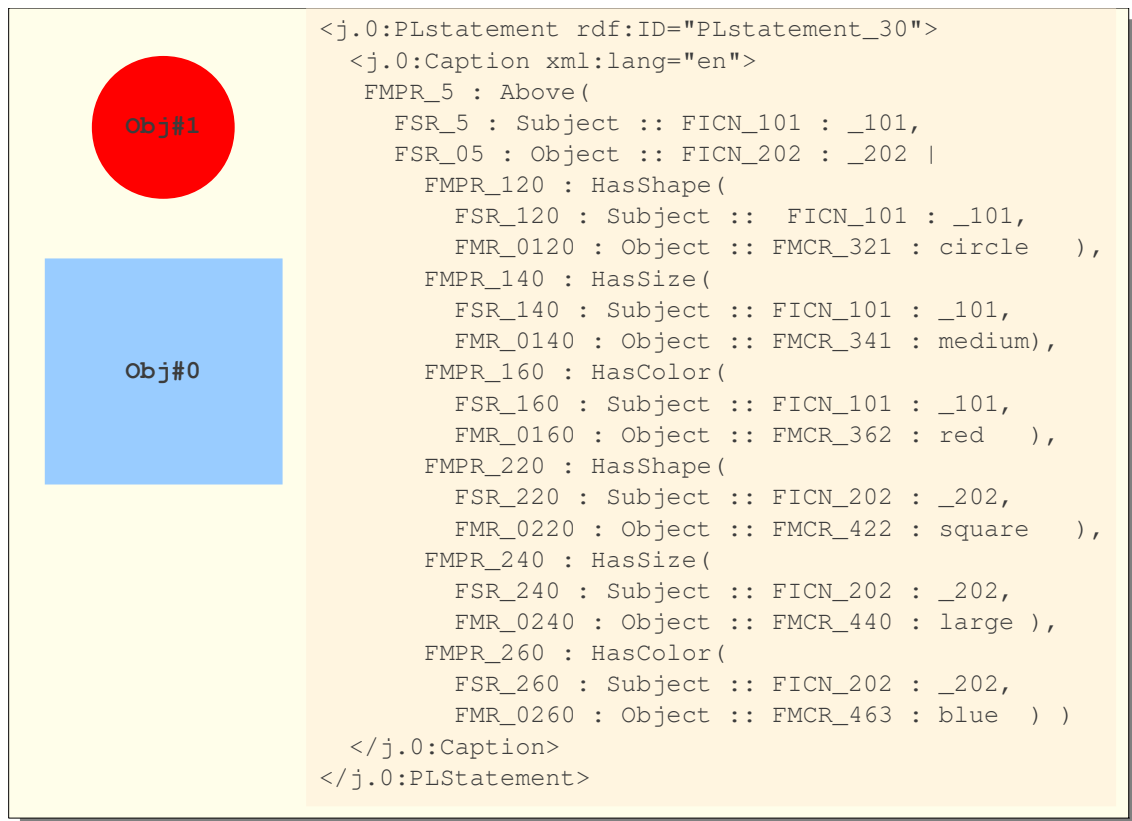 Obj#1
Obj#0
<j.0:PLstatement rdf:ID="PLstatement_30">
<j.0:Caption xml:lang="en">
FMPR_5 : Above(
FSR_5 : Subject :: FICN_101 : _101,
FSR_05 : Object :: FICN_202 : _202 |
FMPR_120 : HasShape(
FSR_120 : Subject ::  FICN_101 : _101,
FMR_0120 : Object :: FMCR_321 : circle   ),
FMPR_140 : HasSize(
FSR_140 : Subject :: FICN_101 : _101,
FMR_0140 : Object :: FMCR_341 : medium),
FMPR_160 : HasColor(
FSR_160 : Subject :: FICN_101 : _101,
FMR_0160 : Object :: FMCR_362 : red   ),
FMPR_220 : HasShape(
FSR_220 : Subject :: FICN_202 : _202,
FMR_0220 : Object :: FMCR_422 : square   ),
FMPR_240 : HasSize(
FSR_240 : Subject :: FICN_202 : _202,
FMR_0240 : Object :: FMCR_440 : large ),
FMPR_260 : HasColor(
FSR_260 : Subject :: FICN_202 : _202,
FMR_0260 : Object :: FMCR_463 : blue  ) )
</j.0:Caption>
</j.0:PLStatement>